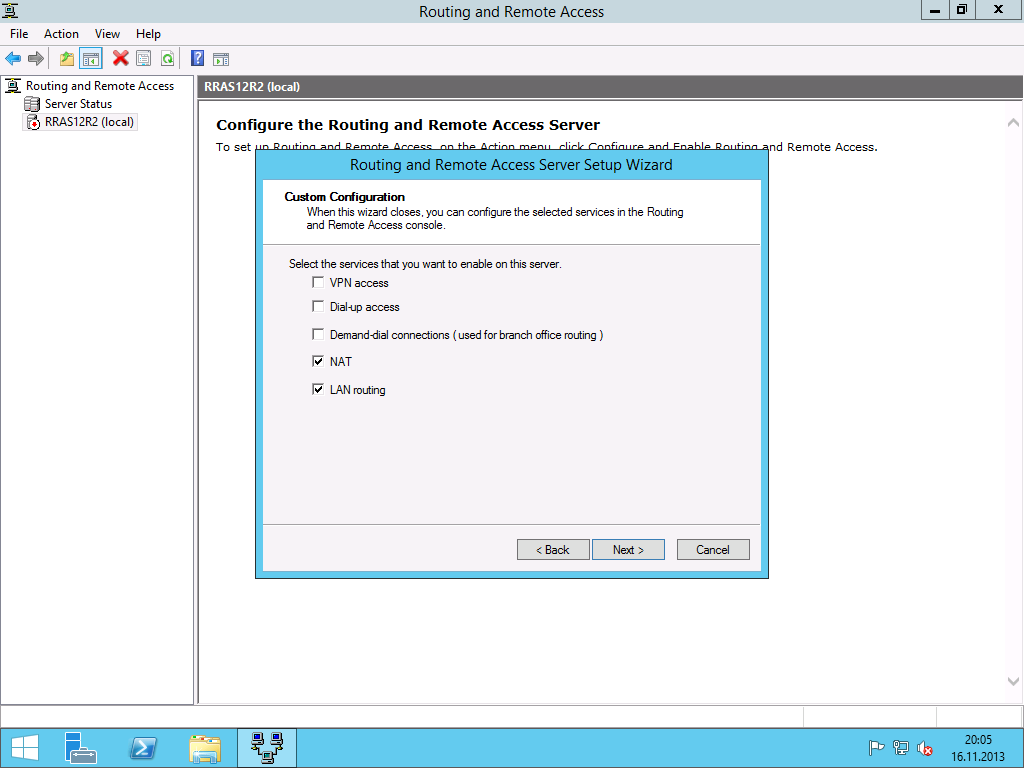 Routing and Remote Access
File Action View Help
Routing and Remote Access
Server Status
RRAS12R2 (local)
RRAS12R2 (local)
Configure the Routing and Remote Access Server
To set up Routing and Remote Access, on the Action menu, click Configure and Enable Routing and Remote Access.
Routing and Remote Access Server Setup Wizard
Custom Configuration
When this wizard closes, you can configure the selected services in the Routing
and Remote Access console.
Select the services that you want to enable on this server.
VPN access
Dial-up access
Demand-dial connections ( used for branch office routing )
NAT
LAN routing
< Back Next > Cancel
20:05
16.11.2013